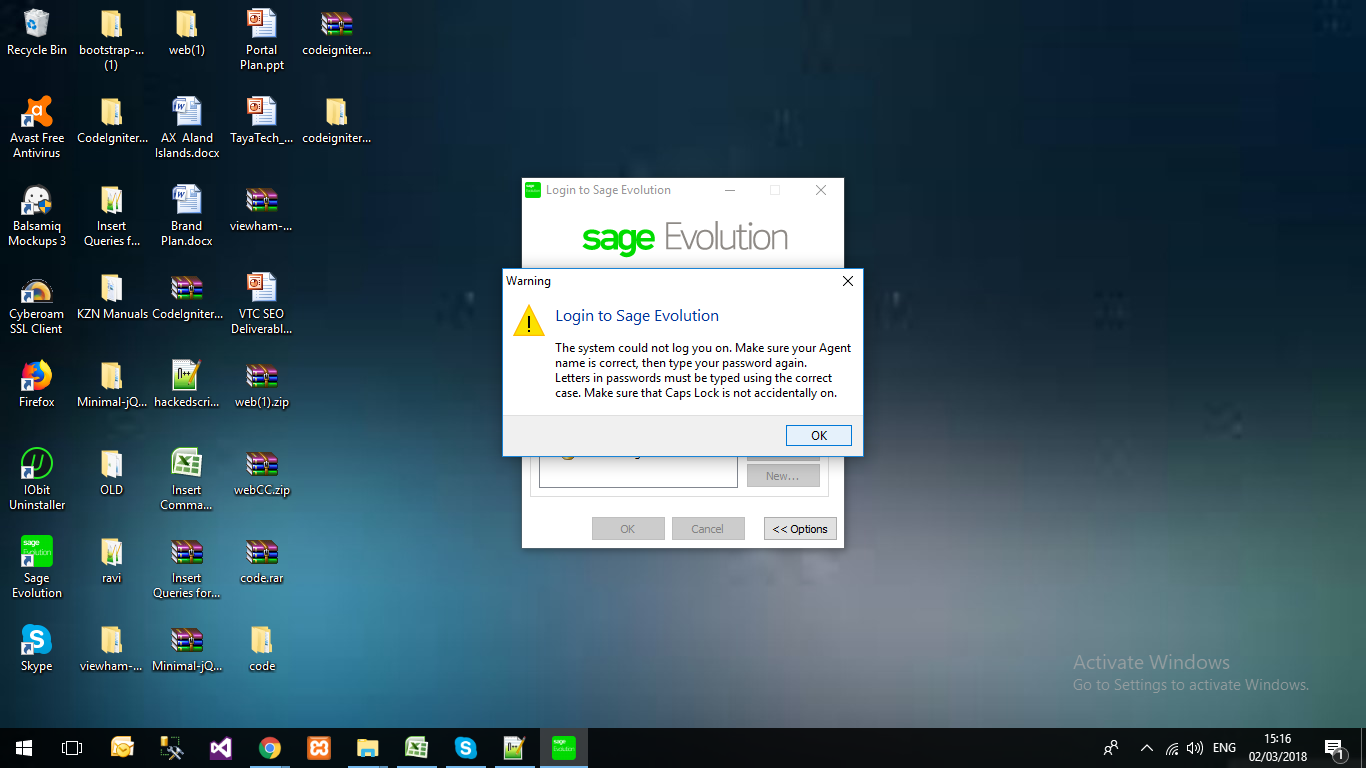 Recycle Bin
bootstrap-...
(1)
web(1)
Portal
Plan.ppt
codeigniter...
Avast Free
Antivirus
CodeIgniter...
AX Aland
Islands.docx
TayaTech_...
codeigniter...
Balsamiq
Mockups 3
Insert
Queries f...
Brand
Plan.docx
viewham-...
Cyberoam
SSL Client
KZN Manuals
CodeIgniter...
VTC SEO
Deliverabl...
Firefox
Minimal-jQ...
hackedscri...
web(1).zip
IObit
Uninstaller
OLD
Insert
Comma...
webCC.zip
sage
Evolution
Sage
Evolution
ravi
Insert
Queries for...
code.rar
Skype
viewham-...
Minimal-jQ...
code
Login to Sage Evolution
sage Evolution
Warning
Login to Sage Evolution
The system could not log you on. Make sure your Agent
name is correct, then type your password again.
Letters in passwords must be typed using the correct
case. Make sure that Caps Lock is not accidentally on.
OK
New...
OK
Cancel
<< Options
Activate Windows
Go to Settings to activate Windows.
sage
Evolution
ENG
15:16
02/03/2018
1